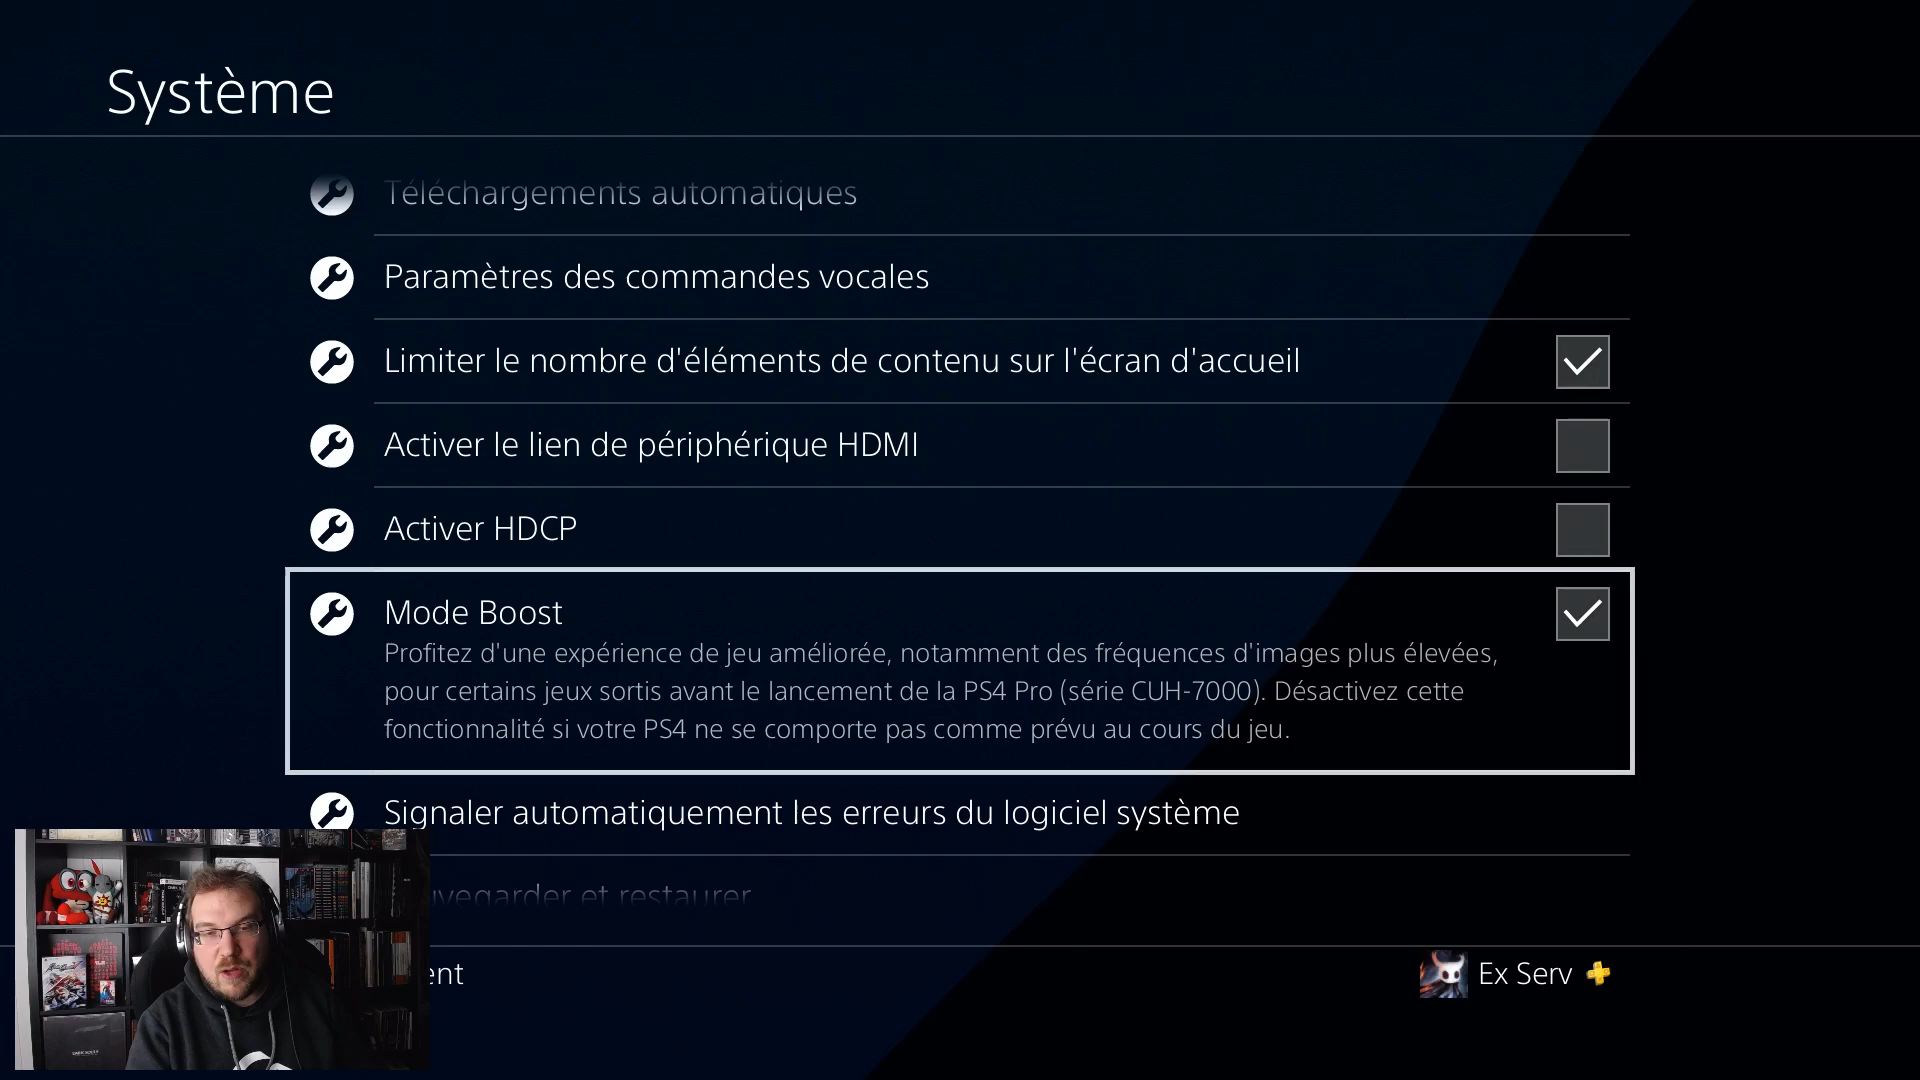 Système
Téléchargements automatiques
Paramètres des commandes vocales
Limiter le nombre d'éléments de contenu sur l'écran d'accueil
Activer le lien de périphérique HDMI
Activer HDCP
Mode Boost
Profitez d'une expérience de jeu améliorée, notamment des fréquences d'images plus élevées,
pour certains jeux sortis avant le lancement de la PS4 Pro (série CUH-7000). Désactivez cette
fonctionnalité si votre PS4 ne se comporte pas comme prévu au cours du jeu.
Signaler automatiquement les erreurs du logiciel système
uvegarder et restaurer
ent
Ex Serv